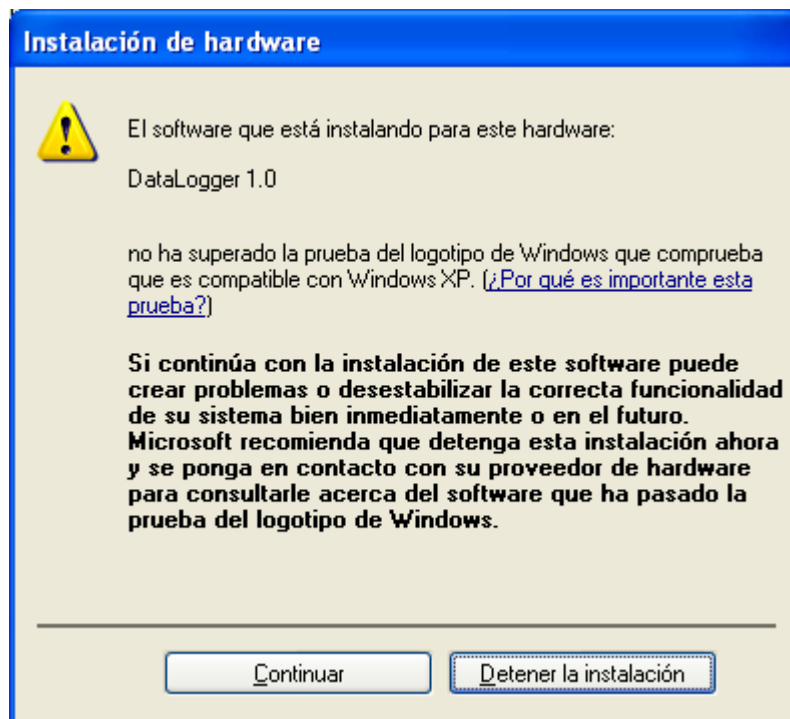 Instalación de hardware
El software que está instalando para este hardware:
DataLogger 1.0
no ha superado la prueba del logotipo de Windows que comprueba
que es compatible con Windows XP. (¿Por qué es importante esta
prueba?)
Si continúa con la instalación de este software puede
crear problemas o desestabilizar la correcta funcionalidad
de su sistema bien inmediatamente o en el futuro.
Microsoft recomienda que detenga esta instalación ahora
y se ponga en contacto con su proveedor de hardware
para consultarle acerca del software que ha pasado la
prueba del logotipo de Windows.
Continuar
Detener la instalación